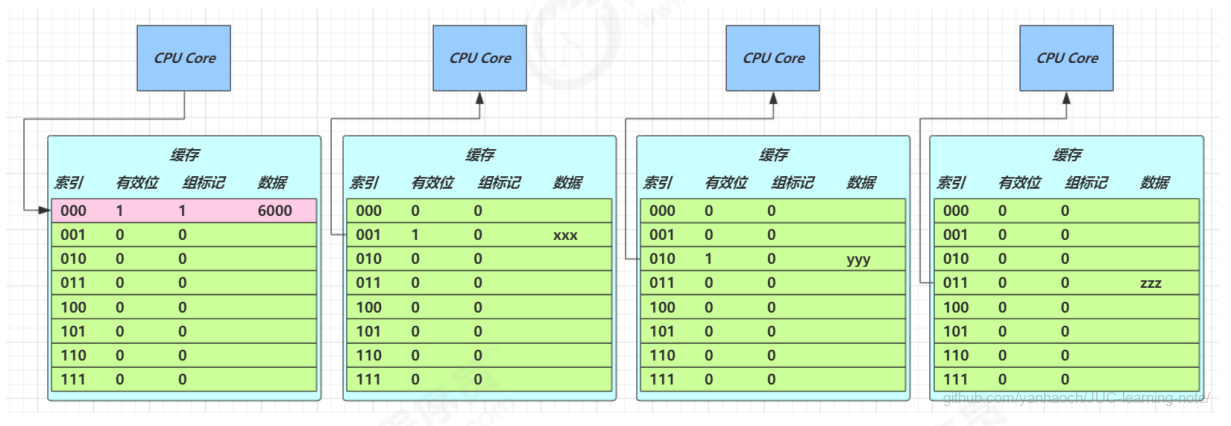 CPU Core CPU Core CPU Core CPU Core
缓存 缓存 缓存 缓存
索引 有效位 组标记 数据 索引 有效位 组标记 数据 索引 有效位 组标记 数据 索引 有效位 组标记 数据
000 1 1 6000 000 0 0 000 0 0 000 0 0
001 0 0 001 1 0 xxx 001 0 0 001 0 0
010 0 0 010 0 0 010 1 0 yyy 010 0 0
011 0 0 011 0 0 011 0 0 011 0 0 zzz
100 0 0 100 0 0 100 0 0 100 0 0
101 0 0 101 0 0 101 0 0 101 0 0
110 0 0 110 0 0 110 0 0 110 0 0
111 0 0 111 0 0 111 0 0 111 0 0
github.com/yanhaoch/JUC-learning-note/